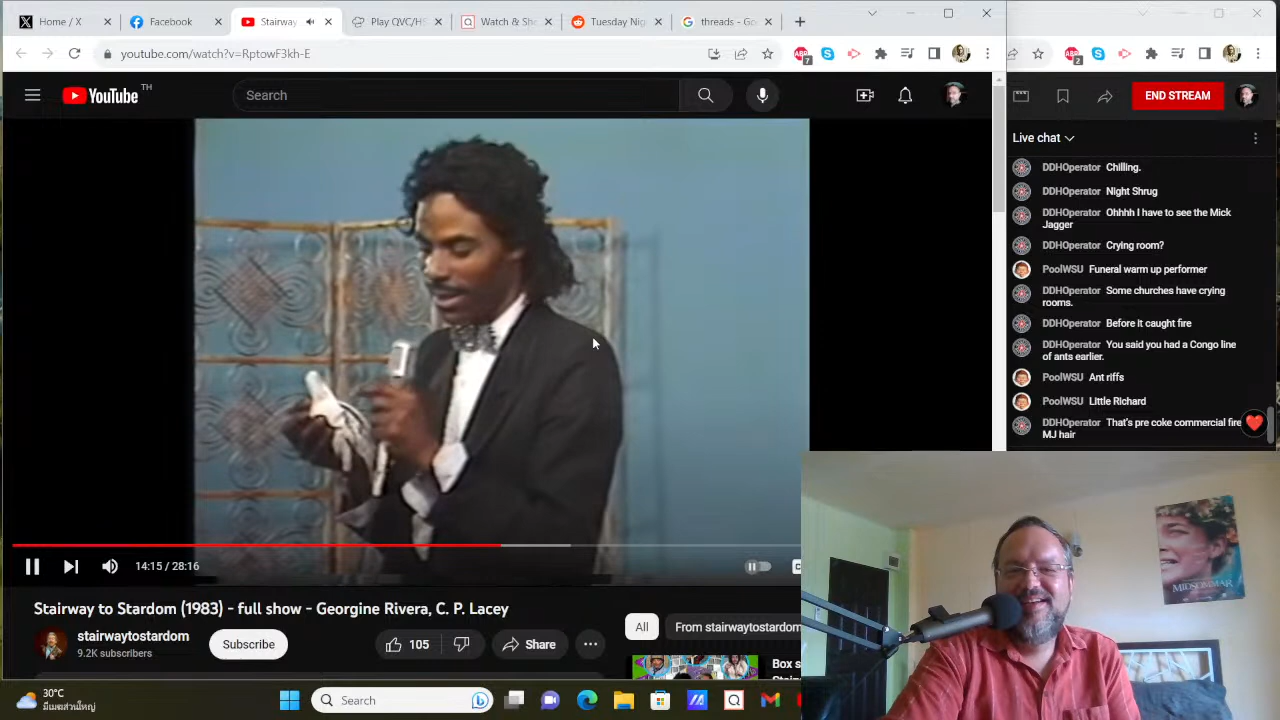 Home / X
Facebook
Stairway
Play QVC/HS
Watch & She
Tuesday Nig
threads - Go
youtube.com/watch?v=RptowF3kh-E
7
2
YouTube TH
Search
END STREAM
Live chat
DDHOperator Chilling.
DDHOperator Night Shrug
DDHOperator Ohhhh I have to see the Mick
Jagger
DDHOperator Crying room?
PoolWSU Funeral warm up performer
DDHOperator Some churches have crying
rooms.
DDHOperator Before it caught fire
DDHOperator You said you had a Congo line
of ants earlier.
PoolWSU Ant riffs
PoolWSU Little Richard
DDHOperator That's pre coke commercial fire
MJ hair
MIDSOMMAR
14:15 / 28:16
Stairway to Stardom (1983) - full show - Georgine Rivera, C. P. Lacey
stairwaytostardom
9.2K subscribers
Subscribe
105
Share
All
From stairwaytostardom
Box s
30°C
Search